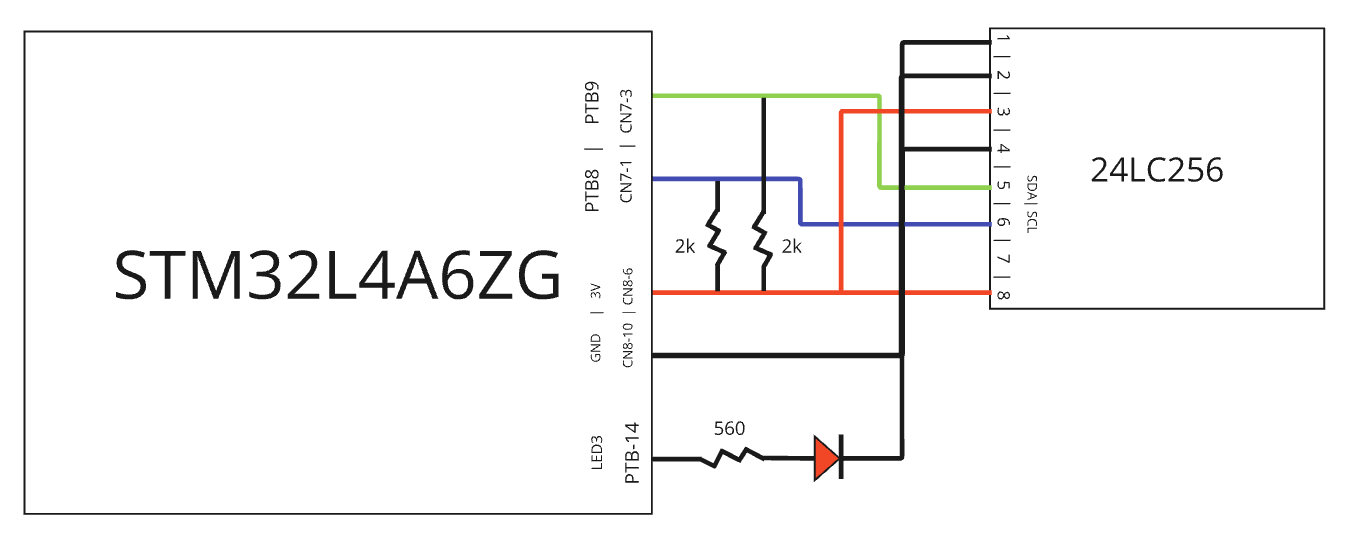 STM32L4A6ZG
PTB8 | PTB9
CN7-1 | CN7-3
GND | 3V
CN8-10 | CN8-6
LED3
PTB-14
2k
2k
560
1 | 2 | 3 | 4 | 5 | 6 | 7 | 8
SDA| SCL
24LC256